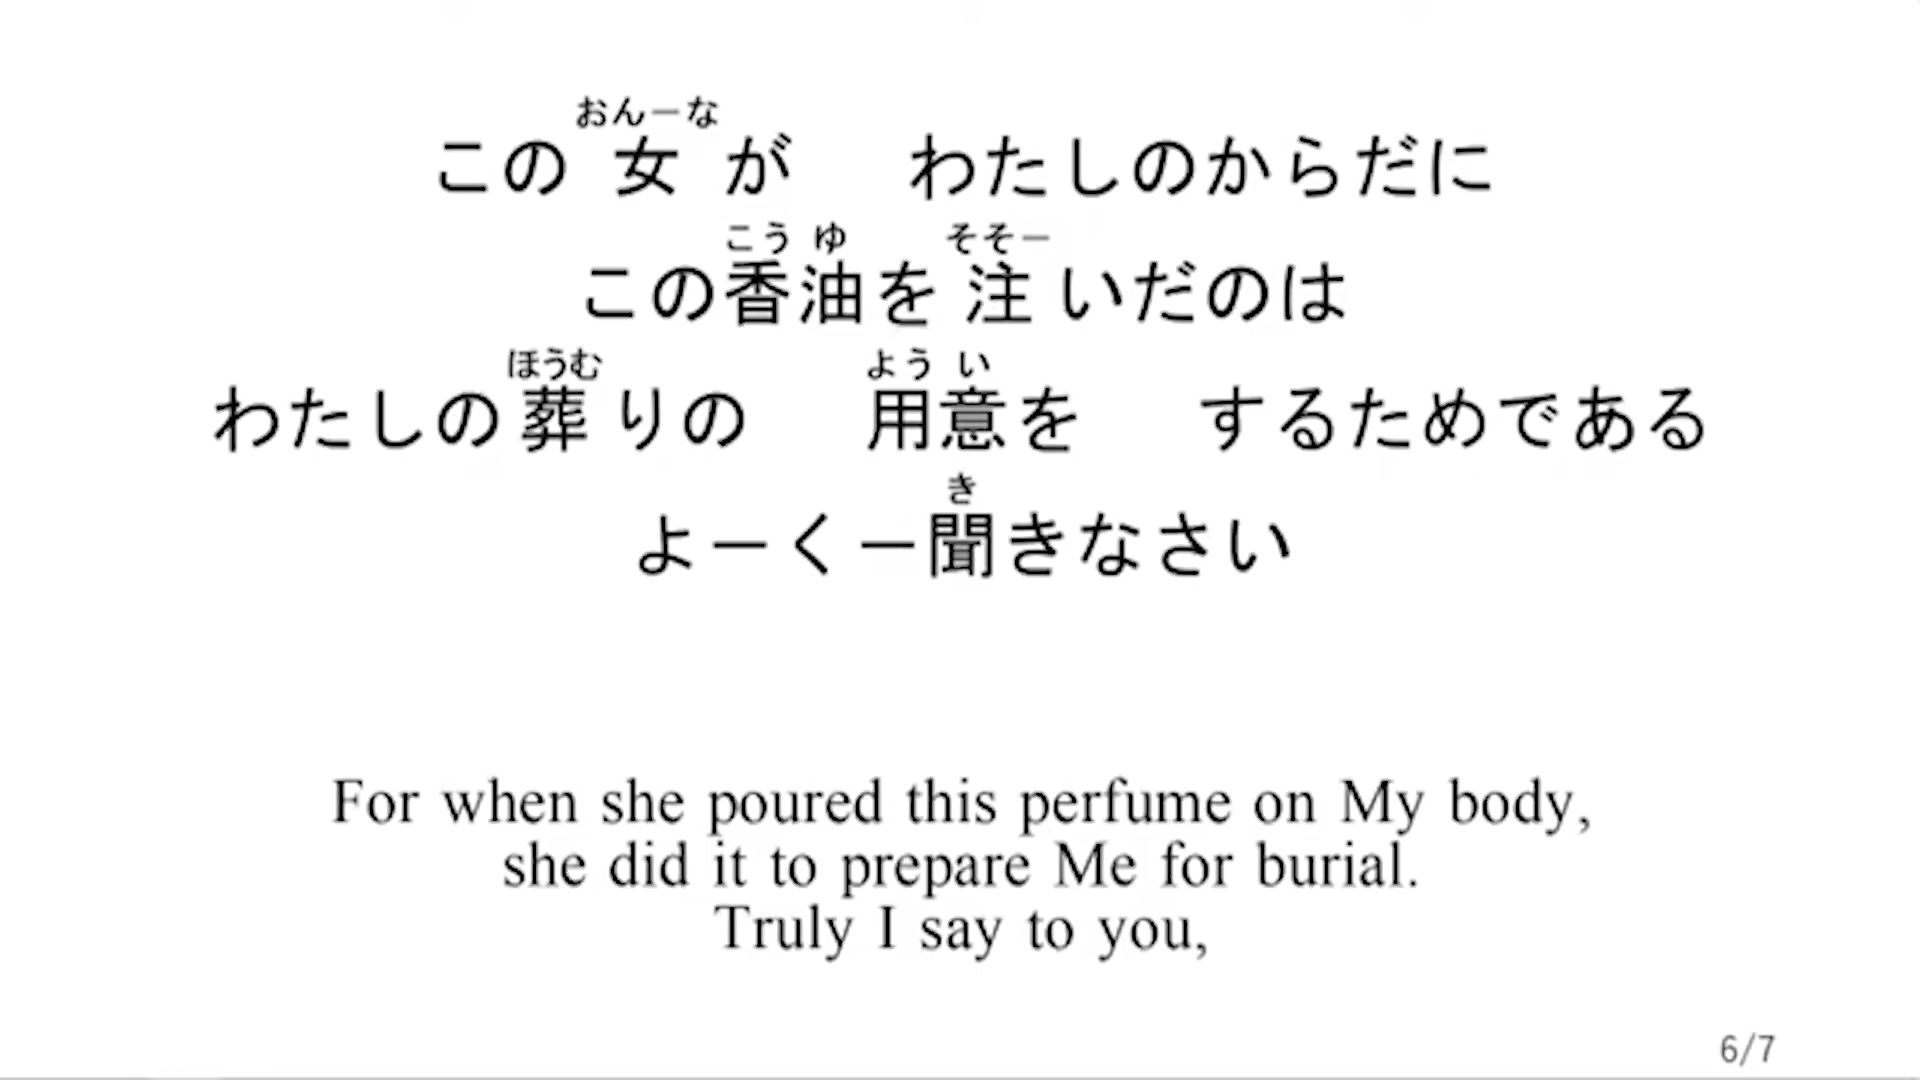 おんーな
この女が　わたしのからだに
こうゆ　そそー
この香油を注いだのは
ほうむ　ようい
わたしの葬りの　用意を　するためである
き
よーくー聞きなさい
For when she poured this perfume on My body,
she did it to prepare Me for burial.
Truly I say to you,
6/7